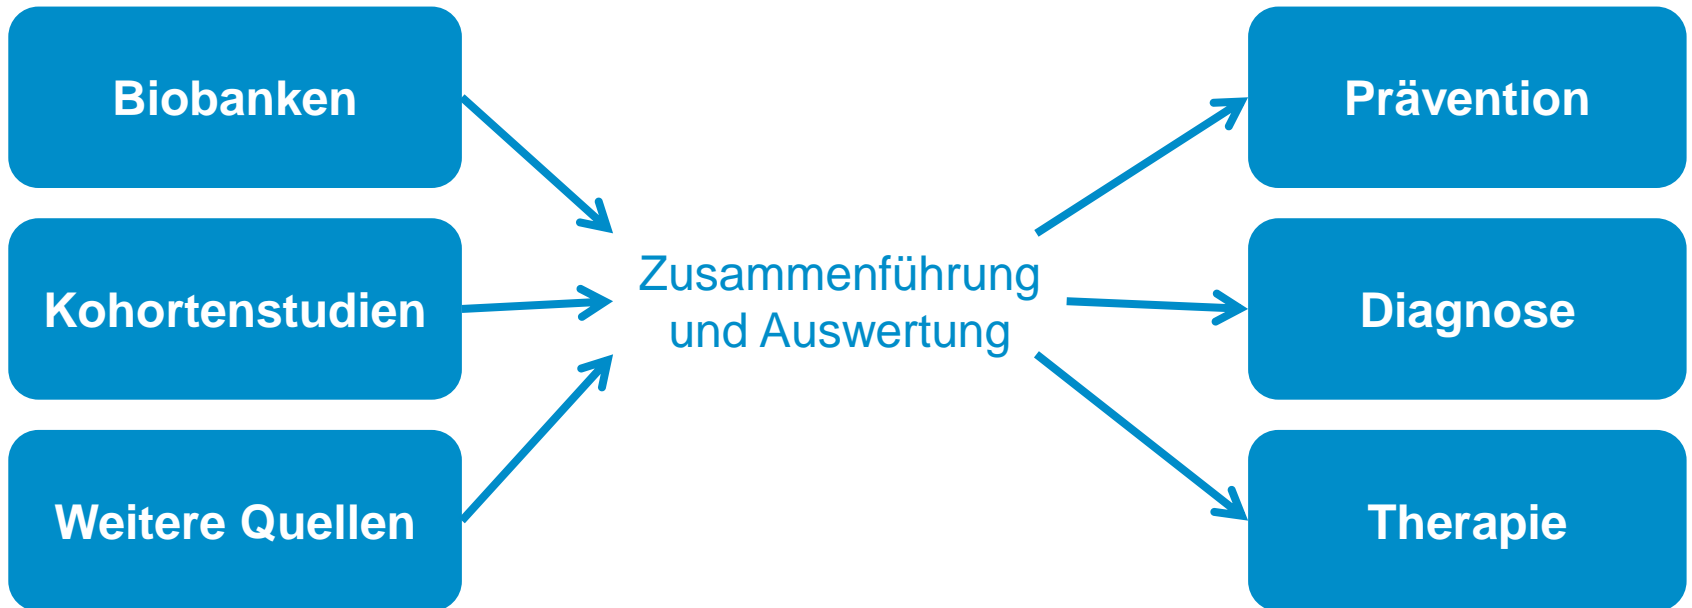 Biobanken
Kohortenstudien
Weitere Quellen
Zusammenführung
und Auswertung
Prävention
Diagnose
Therapie